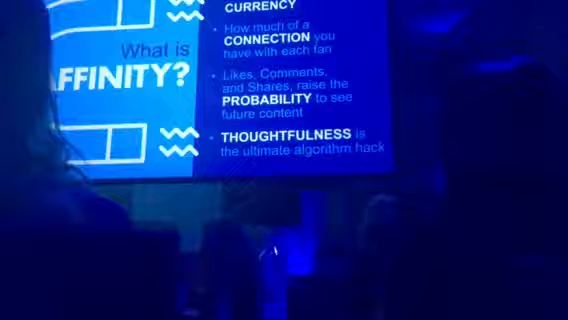 What is
AFFINITY?
CURRENCY
• How much of a
CONNECTION you
have with each fan
• Likes, Comments,
and Shares, raise the
PROBABILITY to see
future content
• THOUGHTFULNESS is
the ultimate algorithm hack